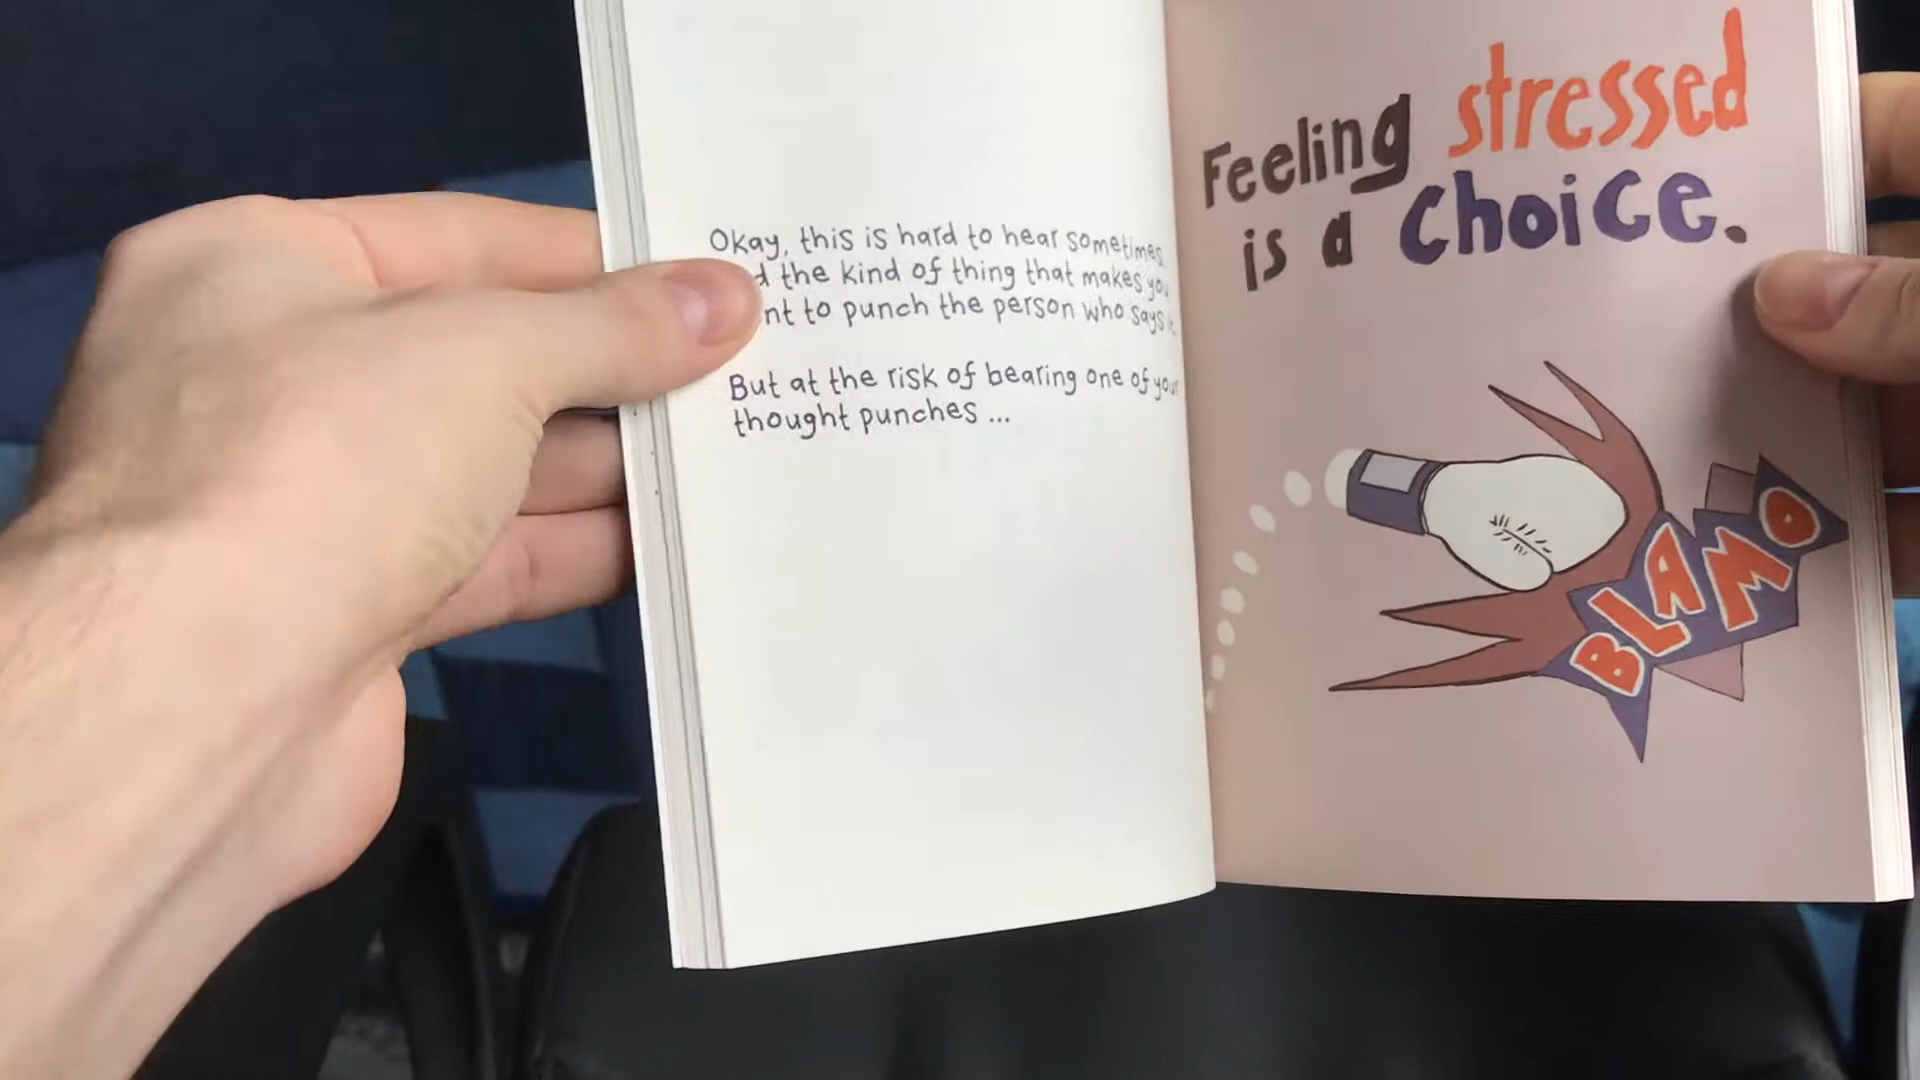 Okay, this is hard to hear sometimes
the kind of thing that makes you
to punch the person who says
But at the risk of bearing one of your
thought punches ...
Feeling stressed
is a choice.
BLAMO